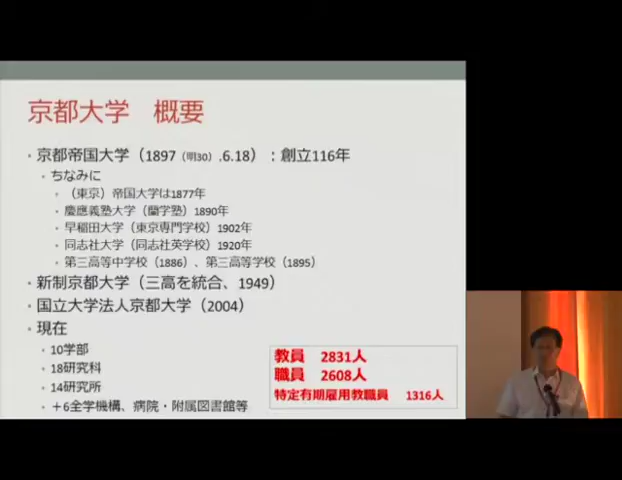 京都大学　概要
・京都帝国大学（1897（明30）.6.18）：創立116年
・ちなみに
・（東京）帝国大学は1877年
・慶應義塾大学（蘭学塾）1890年
・早稲田大学（東京専門学校）1902年
・同志社大学（同志社英学校）1920年
・第三高等中学校（1886）、第三高等学校（1895）
・新制京都大学（三高を統合、1949）
・国立大学法人京都大学（2004）
・現在
・10学部
・18研究科
・14研究所
・＋6全学機構、病院・附属図書館等
教員　2831人
職員　2608人
特定有期雇用教職員　1316人